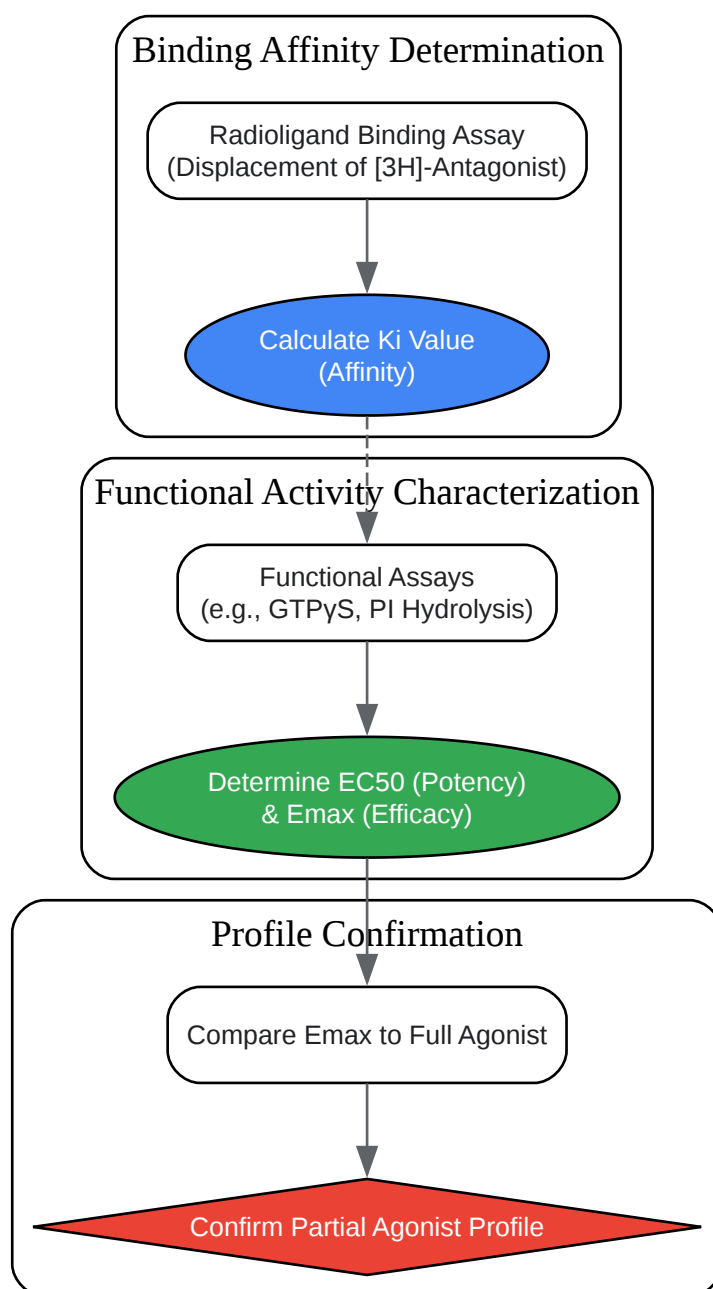 Binding Affinity Determination
Radioligand Binding Assay
(Displacement of [3H]-Antagonist)
Calculate Ki Value
(Affinity)
Functional Activity Characterization
Functional Assays
(e.g., GTPγS, PI Hydrolysis)
Determine EC50 (Potency)
& Emax (Efficacy)
Profile Confirmation
Compare Emax to Full Agonist
Confirm Partial Agonist Profile